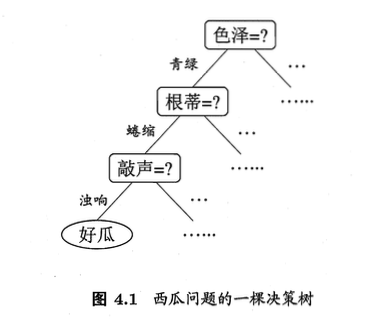 色泽=?
青绿
…
根蒂=?
…...
蜷缩
…
敲声=?
…...
浊响
…
好瓜
…...
图 4.1 西瓜问题的一棵决策树